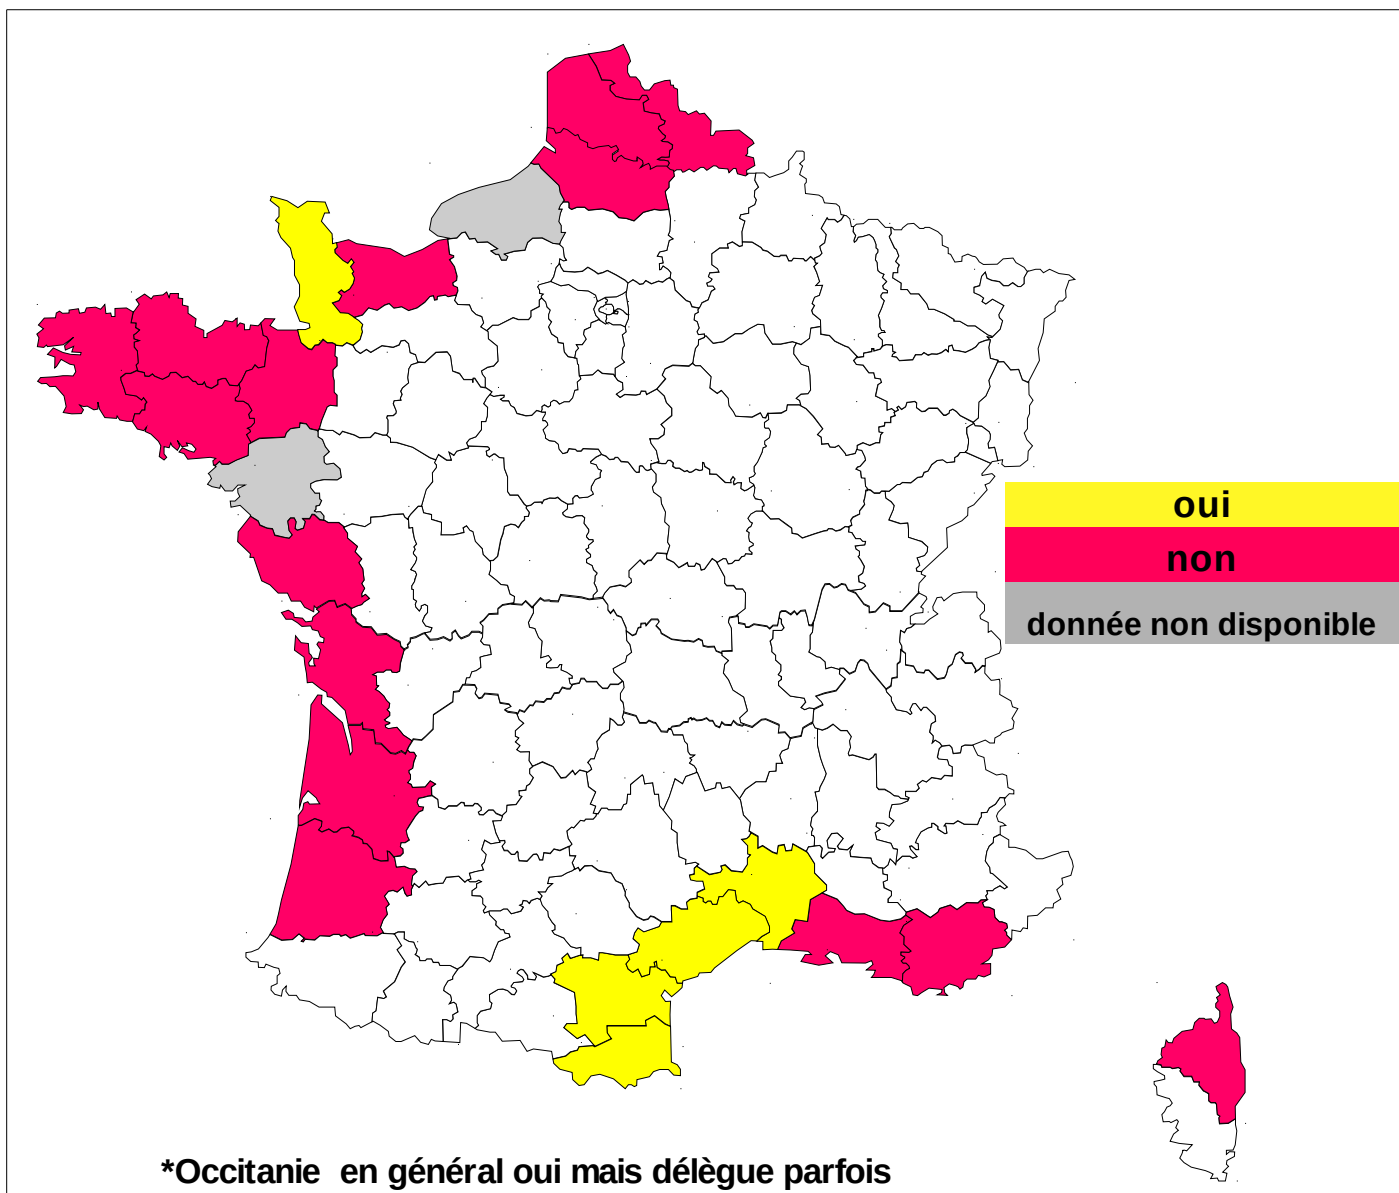 oui
non
donnée non disponible
*Occitanie en général oui mais délègue parfois